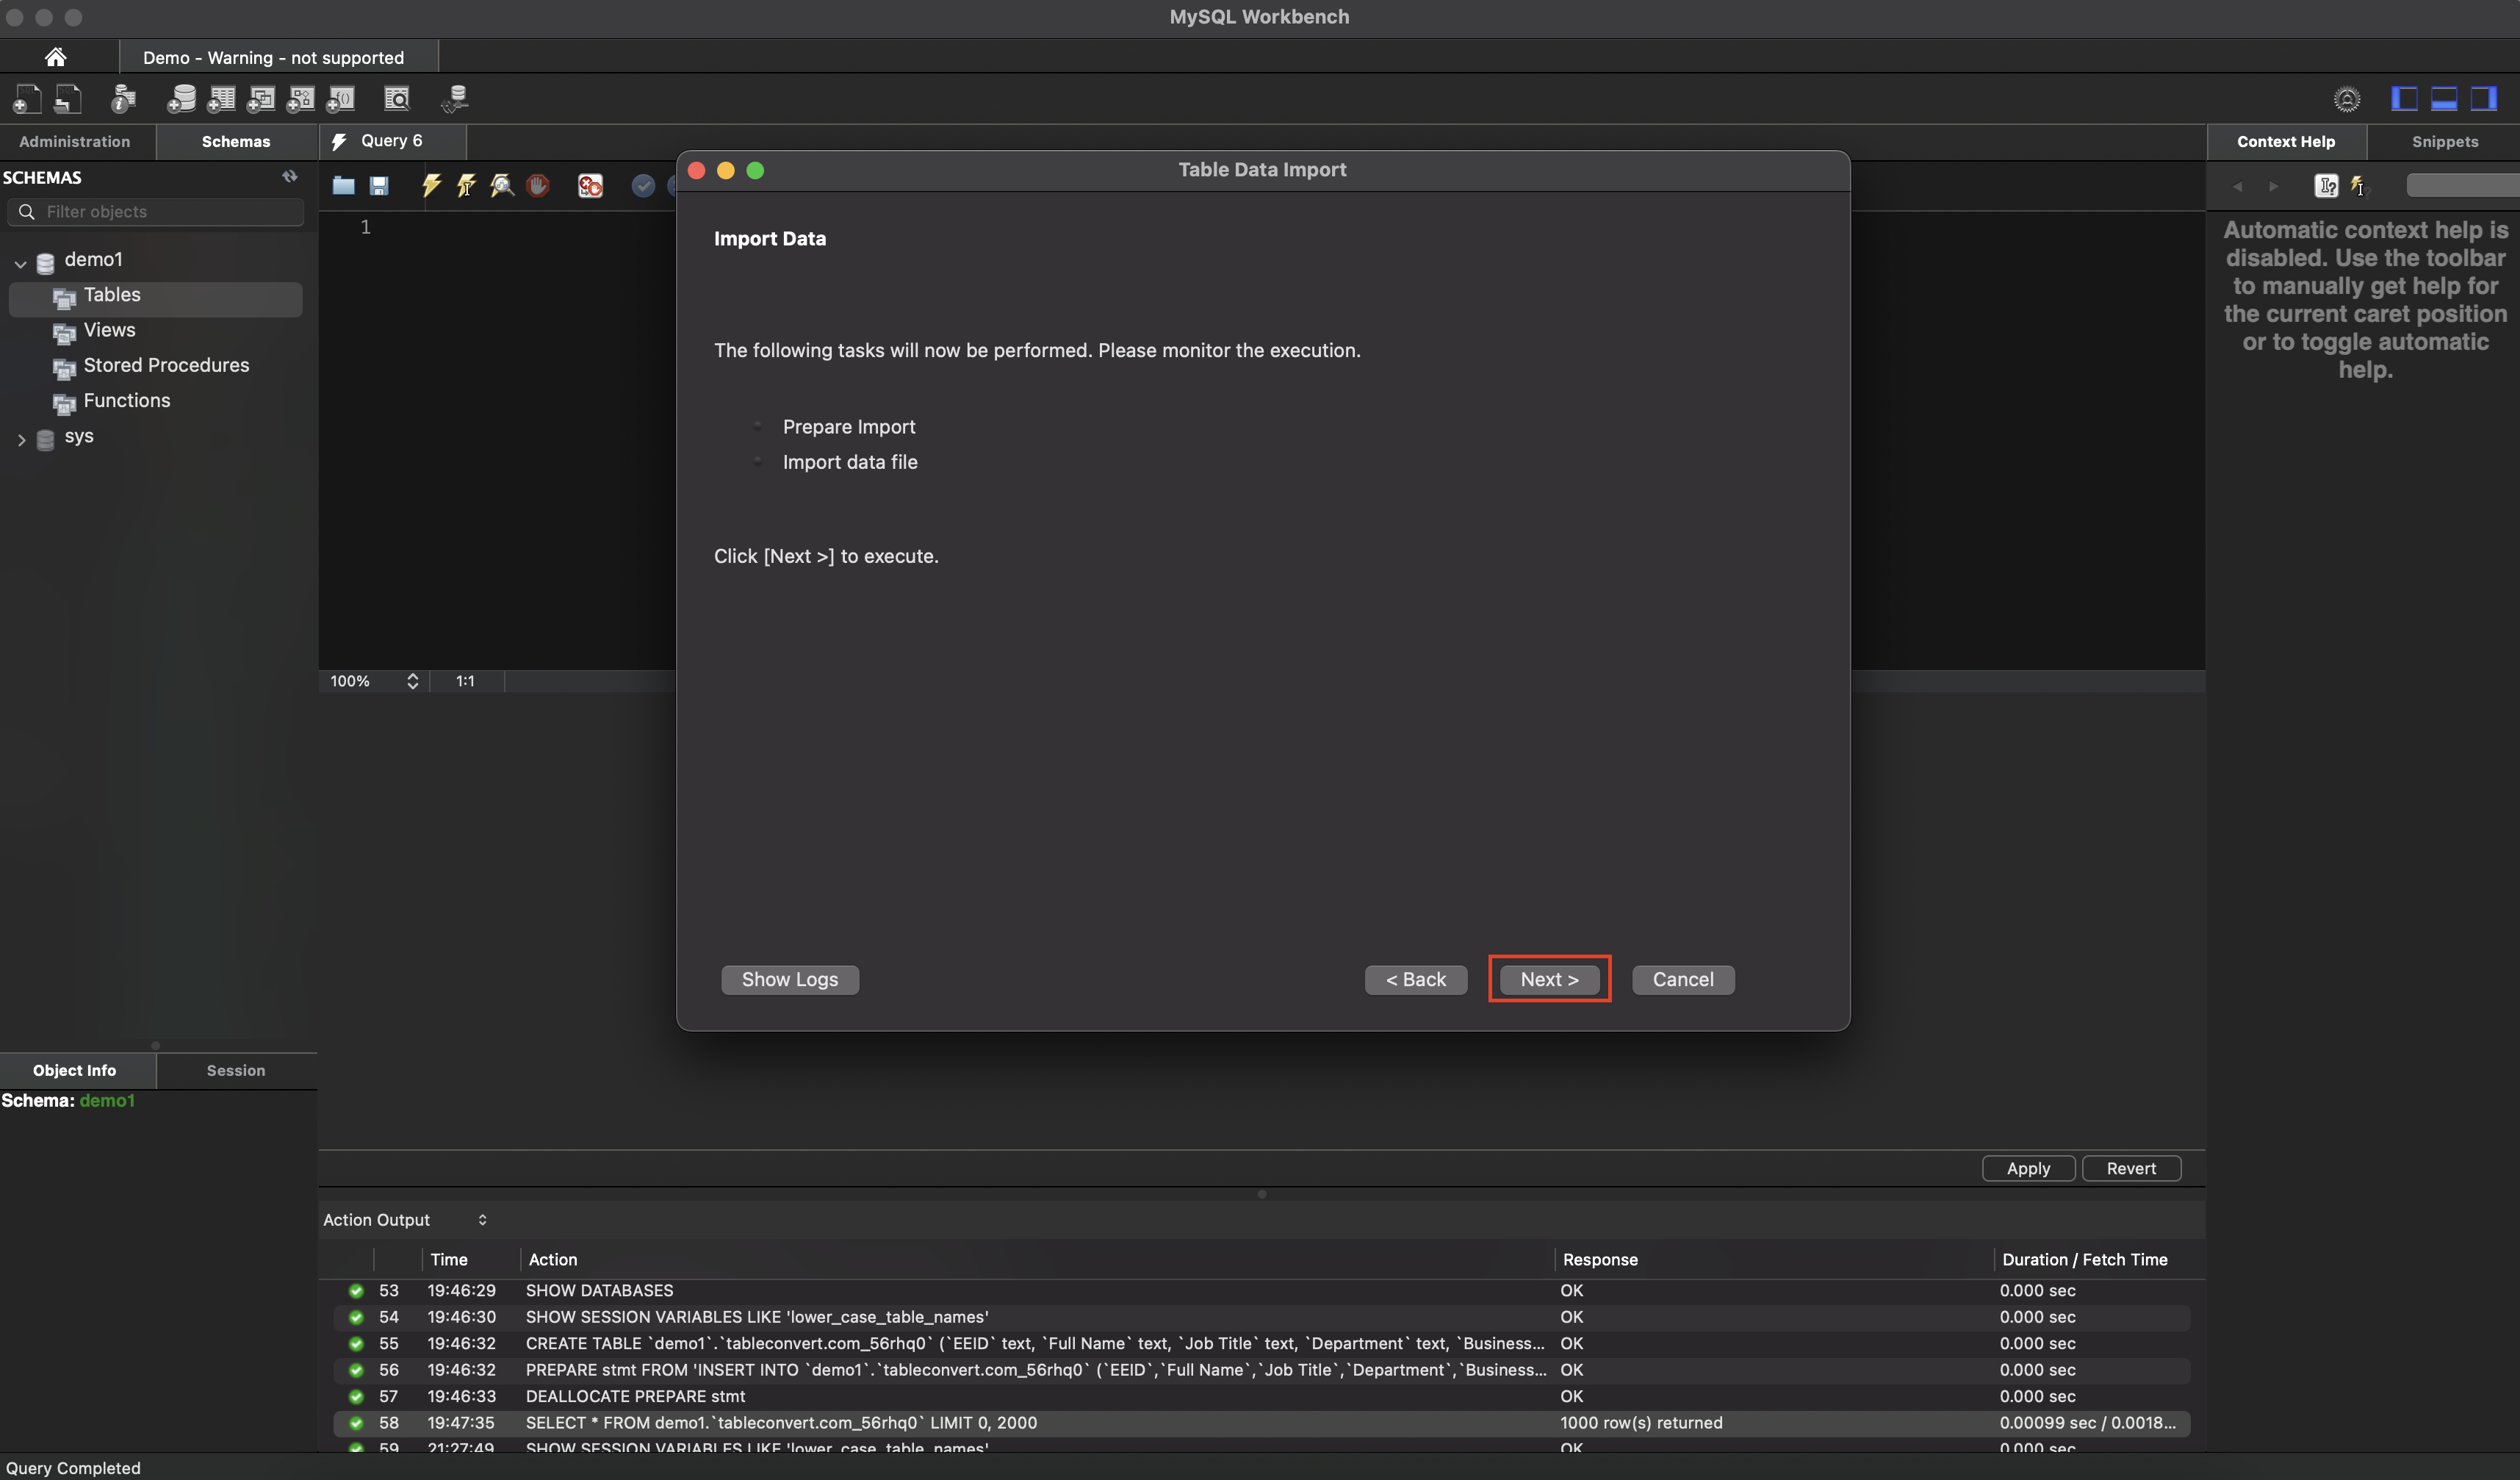 MySQL Workbench
Demo - Warning - not supported
Administration
Schemas
Query 6
Context Help
Snippets
SCHEMAS
Filter objects
demo1
Tables
Views
Stored Procedures
Functions
sys
1
100%
1:1
Table Data Import
Import Data
The following tasks will now be performed. Please monitor the execution.
Prepare Import
Import data file
Click [Next >] to execute.
Show Logs
< Back
Next >
Cancel
Automatic context help is
disabled. Use the toolbar
to manually get help for
the current caret position
or to toggle automatic
help.
Object Info
Session
Schema: demo1
Apply
Revert
Action Output
Time Action Response Duration / Fetch Time
53 19:46:29 SHOW DATABASES OK 0.000 sec
54 19:46:30 SHOW SESSION VARIABLES LIKE 'lower_case_table_names' OK 0.000 sec
55 19:46:32 CREATE TABLE `demo1`.`tableconvert.com_56rhq0` (`EEID` text, `Full Name` text, `Job Title` text, `Department` text, `Business... OK 0.000 sec
56 19:46:32 PREPARE stmt FROM 'INSERT INTO `demo1`.`tableconvert.com_56rhq0` (`EEID`,`Full Name`,`Job Title`,`Department`,`Business... OK 0.000 sec
57 19:46:33 DEALLOCATE PREPARE stmt OK 0.000 sec
58 19:47:35 SELECT * FROM demo1.`tableconvert.com_56rhq0` LIMIT 0, 2000 1000 row(s) returned 0.00099 sec / 0.0018...
59 21:27:49 SHOW SESSION VARIABLES LIKE 'lower_case_table_names' OK 0.000 sec
Query Completed